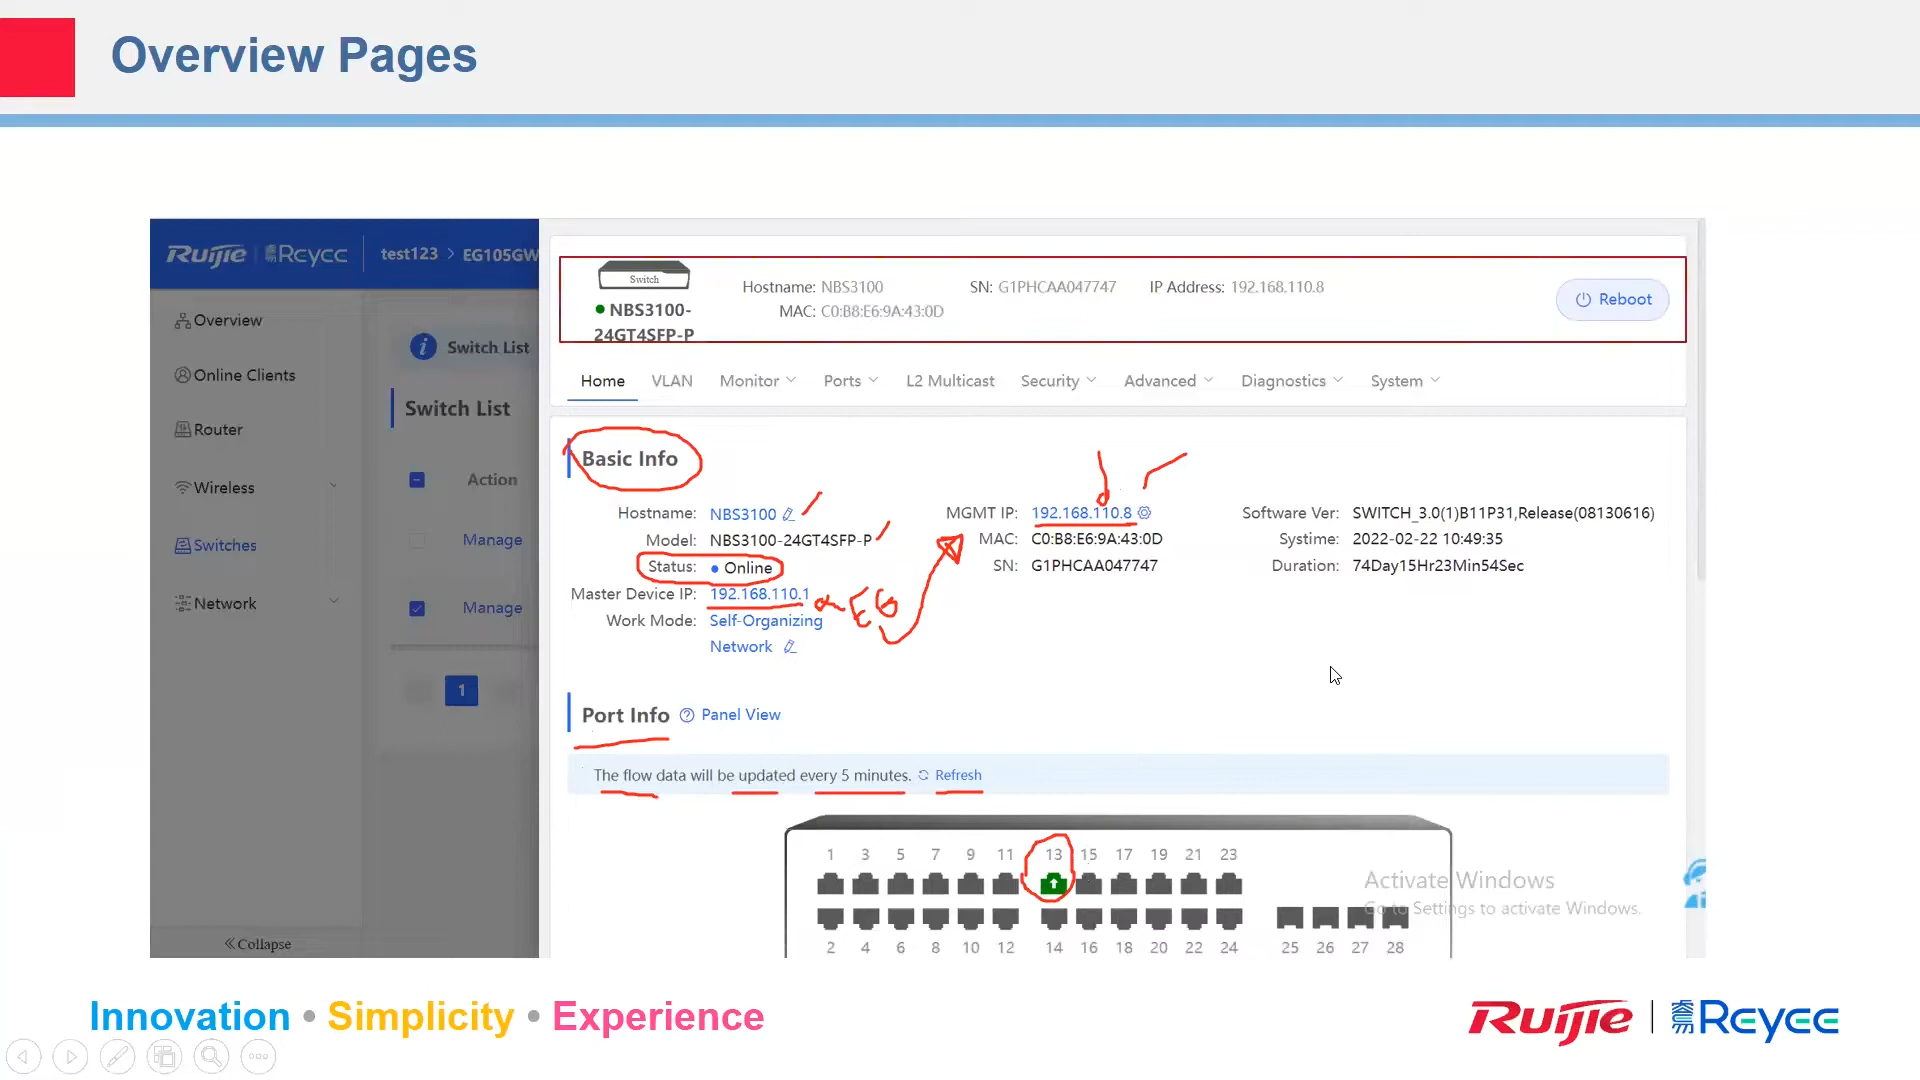 Overview Pages
Ruijie | Reyee
test123 > EG105GW
Overview
Online Clients
Router
Wireless
Switches
Network
Collapse
Switch List
Switch List
Action
Manage
Manage
1
Switch
NBS3100-
24GT4SFP-P
Hostname: NBS3100
SN: G1PHCAA047747
IP Address: 192.168.110.8
MAC: C0:B8:E6:9A:43:0D
Reboot
Home VLAN Monitor Ports L2 Multicast Security Advanced Diagnostics System
Basic Info
Hostname: NBS3100
Model: NBS3100-24GT4SFP-P
Status: Online
Master Device IP: 192.168.110.1
EG
Work Mode: Self-Organizing
Network
MGMT IP: 192.168.110.8
MAC: C0:B8:E6:9A:43:0D
SN: G1PHCAA047747
Software Ver: SWITCH_3.0(1)B11P31,Release(08130616)
Systime: 2022-02-22 10:49:35
Duration: 74Day15Hr23Min54Sec
Port Info Panel View
The flow data will be updated every 5 minutes. Refresh
1 3 5 7 9 11 13 15 17 19 21 23
2 4 6 8 10 12 14 16 18 20 22 24 25 26 27 28
Activate Windows
Go to Settings to activate Windows.
Innovation • Simplicity • Experience
Ruijie | Reyee